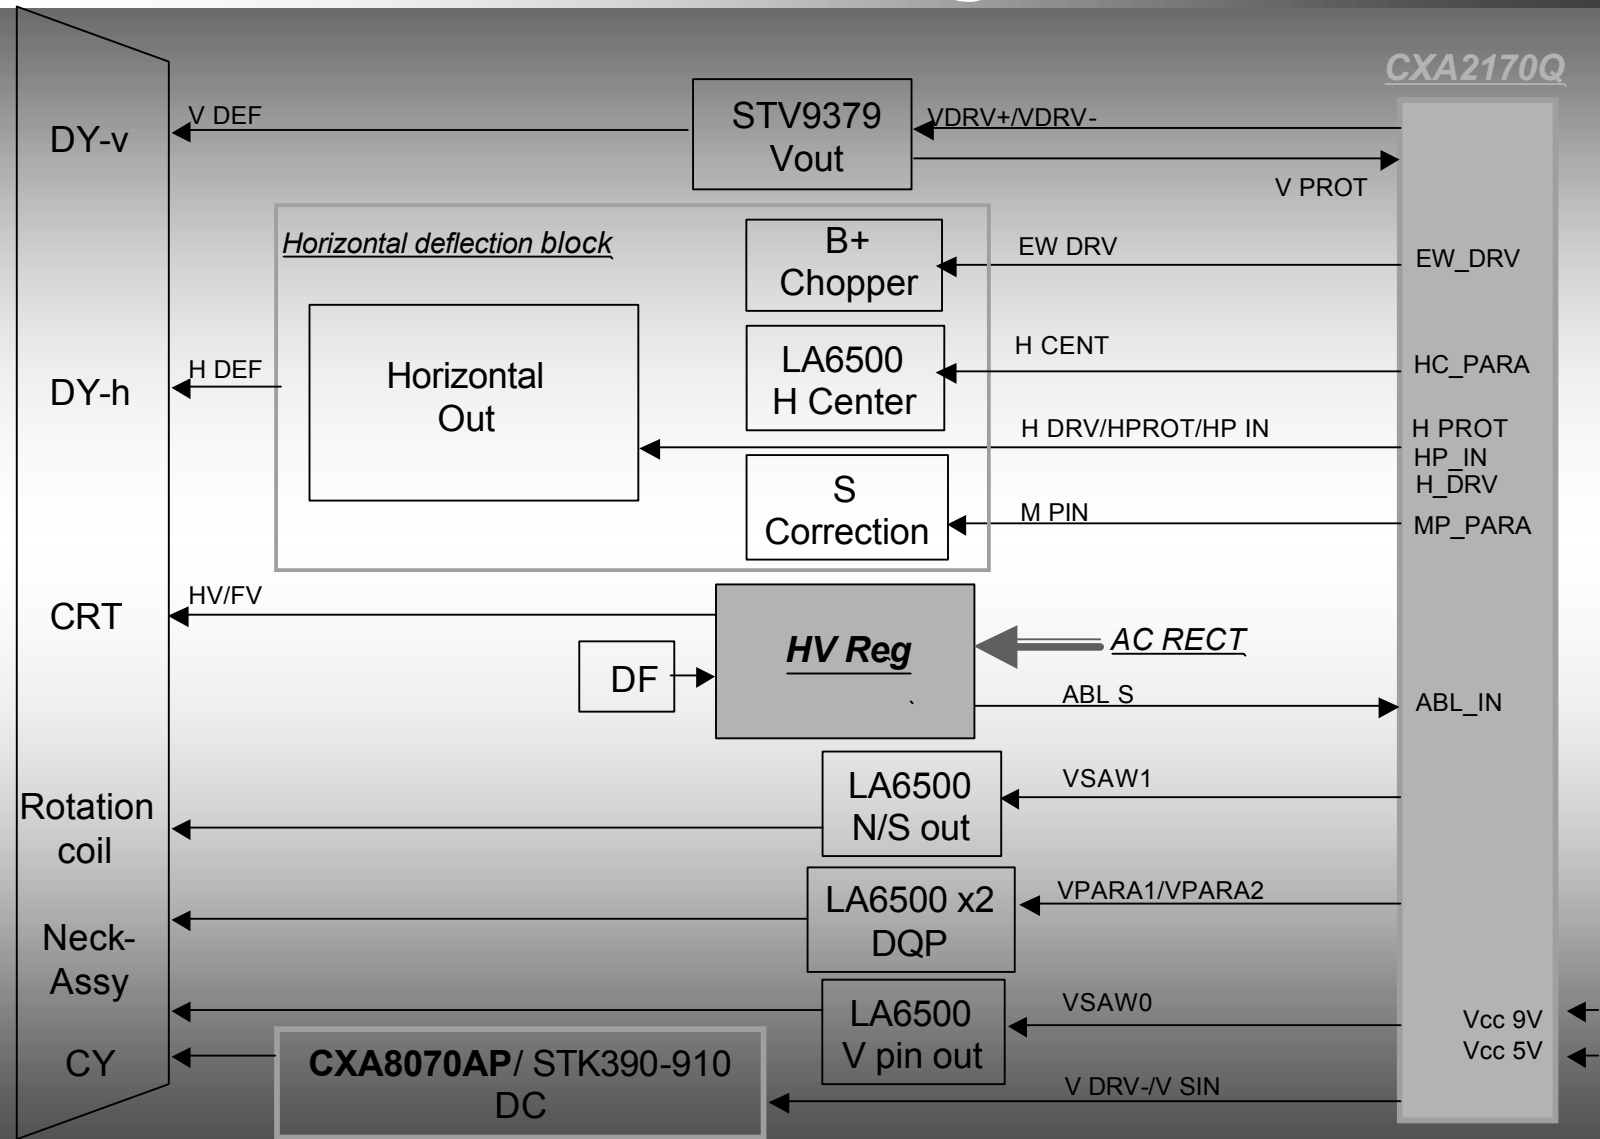 CXA2170Q
V DEF
STV9379
Vout
VDRV+/VDRV-
DY-v
V PROT
Horizontal deflection block
B+
Chopper
EW DRV
EW_DRV
H DEF
DY-h
Horizontal
Out
LA6500
H Center
H CENT
HC_PARA
H DRV/HPROT/HP IN
H PROT
HP_IN
H_DRV
S
Correction
M PIN
MP_PARA
HV/FV
CRT
HV Reg
AC RECT
DF
ABL S
ABL_IN
Rotation
coil
LA6500
N/S out
VSAW1
LA6500 x2
DQP
VPARA1/VPARA2
Neck-
Assy
LA6500
V pin out
VSAW0
Vcc 9V
Vcc 5V
CY
CXA8070AP/ STK390-910
DC
V DRV-/V SIN